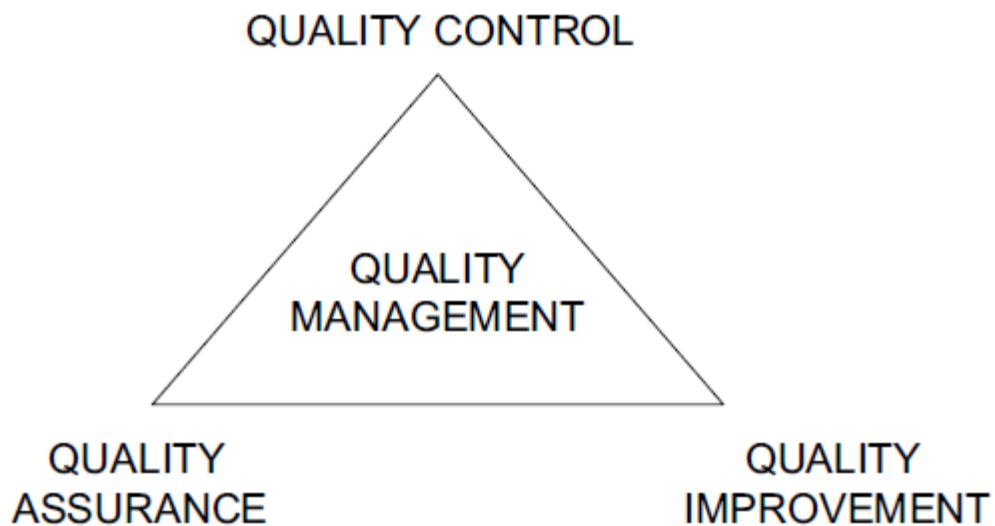 QUALITY CONTROL
QUALITY
MANAGEMENT
QUALITY
ASSURANCE
QUALITY
IMPROVEMENT